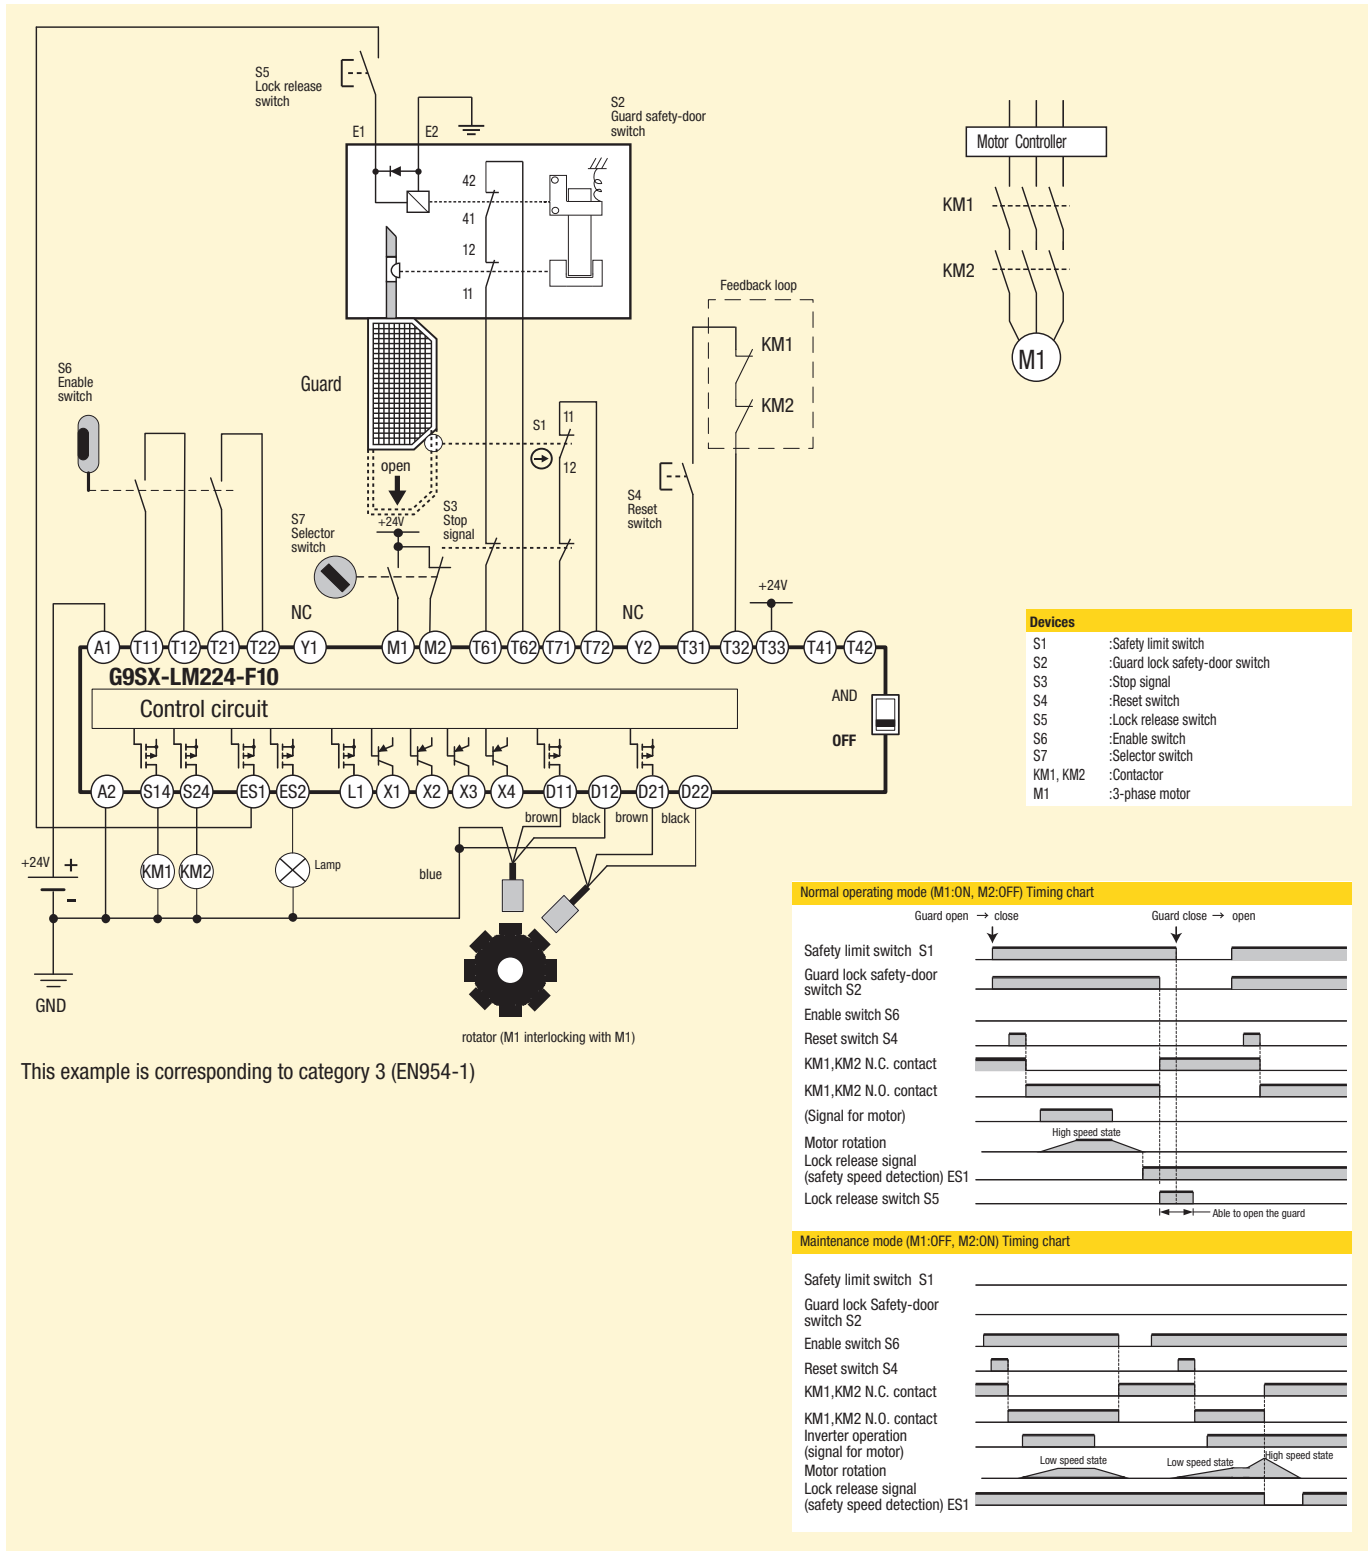 S5
Lock release
switch
E1
E2
S2
Guard safety-door
switch
42
41
12
11
Motor Controller
KM1
KM2
M1
Feedback loop
KM1
KM2
S6
Enable
switch
Guard
open
S1
11
12
S4
Reset
switch
S7
Selector
switch
+24V
S3
Stop
signal
NC
NC
+24V
A1 T11 T12 T21 T22 Y1 M1 M2 T61 T62 T71 T72 Y2 T31 T32 T33 T41 T42
G9SX-LM224-F10
Control circuit
AND
OFF
A2 S14 S24 ES1 ES2 L1 X1 X2 X3 X4 D11 D12 D21 D22
brown black brown black
+24V + -
KM1 KM2
Lamp
blue
GND
rotator (M1 interlocking with M1)
This example is corresponding to category 3 (EN954-1)
Devices
S1 :Safety limit switch
S2 :Guard lock safety-door switch
S3 :Stop signal
S4 :Reset switch
S5 :Lock release switch
S6 :Enable switch
S7 :Selector switch
KM1, KM2 :Contactor
M1 :3-phase motor
Normal operating mode (M1:ON, M2:OFF) Timing chart
Guard open → close
Guard close → open
Safety limit switch S1
Guard lock safety-door
switch S2
Enable switch S6
Reset switch S4
KM1,KM2 N.C. contact
KM1,KM2 N.O. contact
(Signal for motor)
High speed state
Motor rotation
Lock release signal
(safety speed detection) ES1
Lock release switch S5
Able to open the guard
Maintenance mode (M1:OFF, M2:ON) Timing chart
Safety limit switch S1
Guard lock Safety-door
switch S2
Enable switch S6
Reset switch S4
KM1,KM2 N.C. contact
KM1,KM2 N.O. contact
Inverter operation
(signal for motor)
Low speed state
Low speed state
High speed state
Motor rotation
Lock release signal
(safety speed detection) ES1